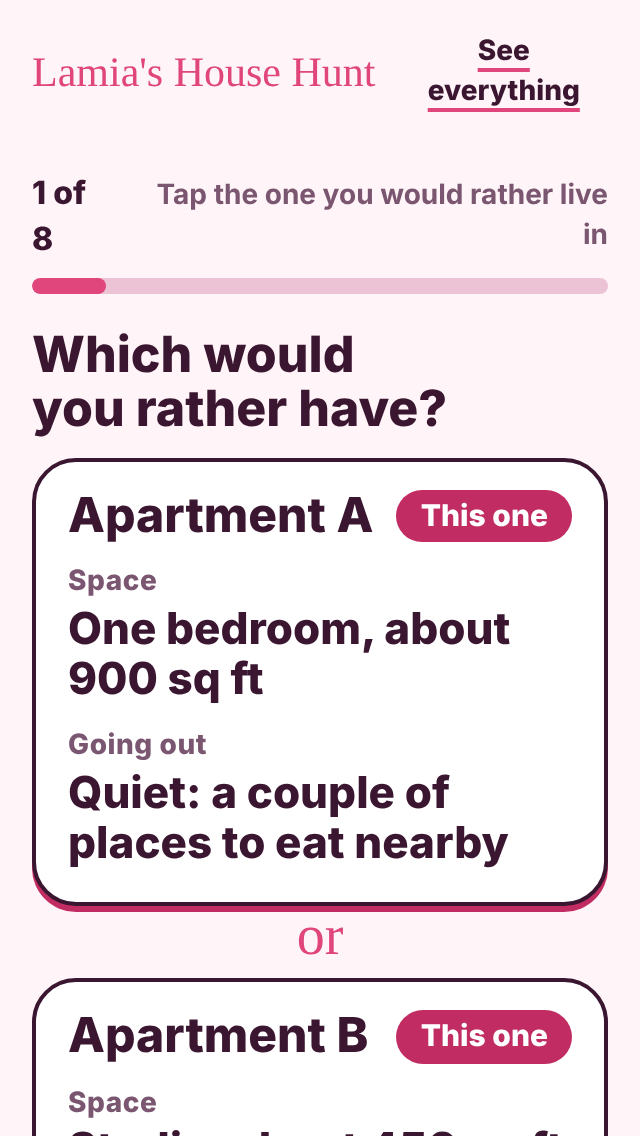 Lamia's House Hunt
See
everything
1 of
8
Tap the one you would rather live
in
Which would
you rather have?
Apartment A
This one
Space
One bedroom, about
900 sq ft
Going out
Quiet: a couple of
places to eat nearby
or
Apartment B
This one
Space